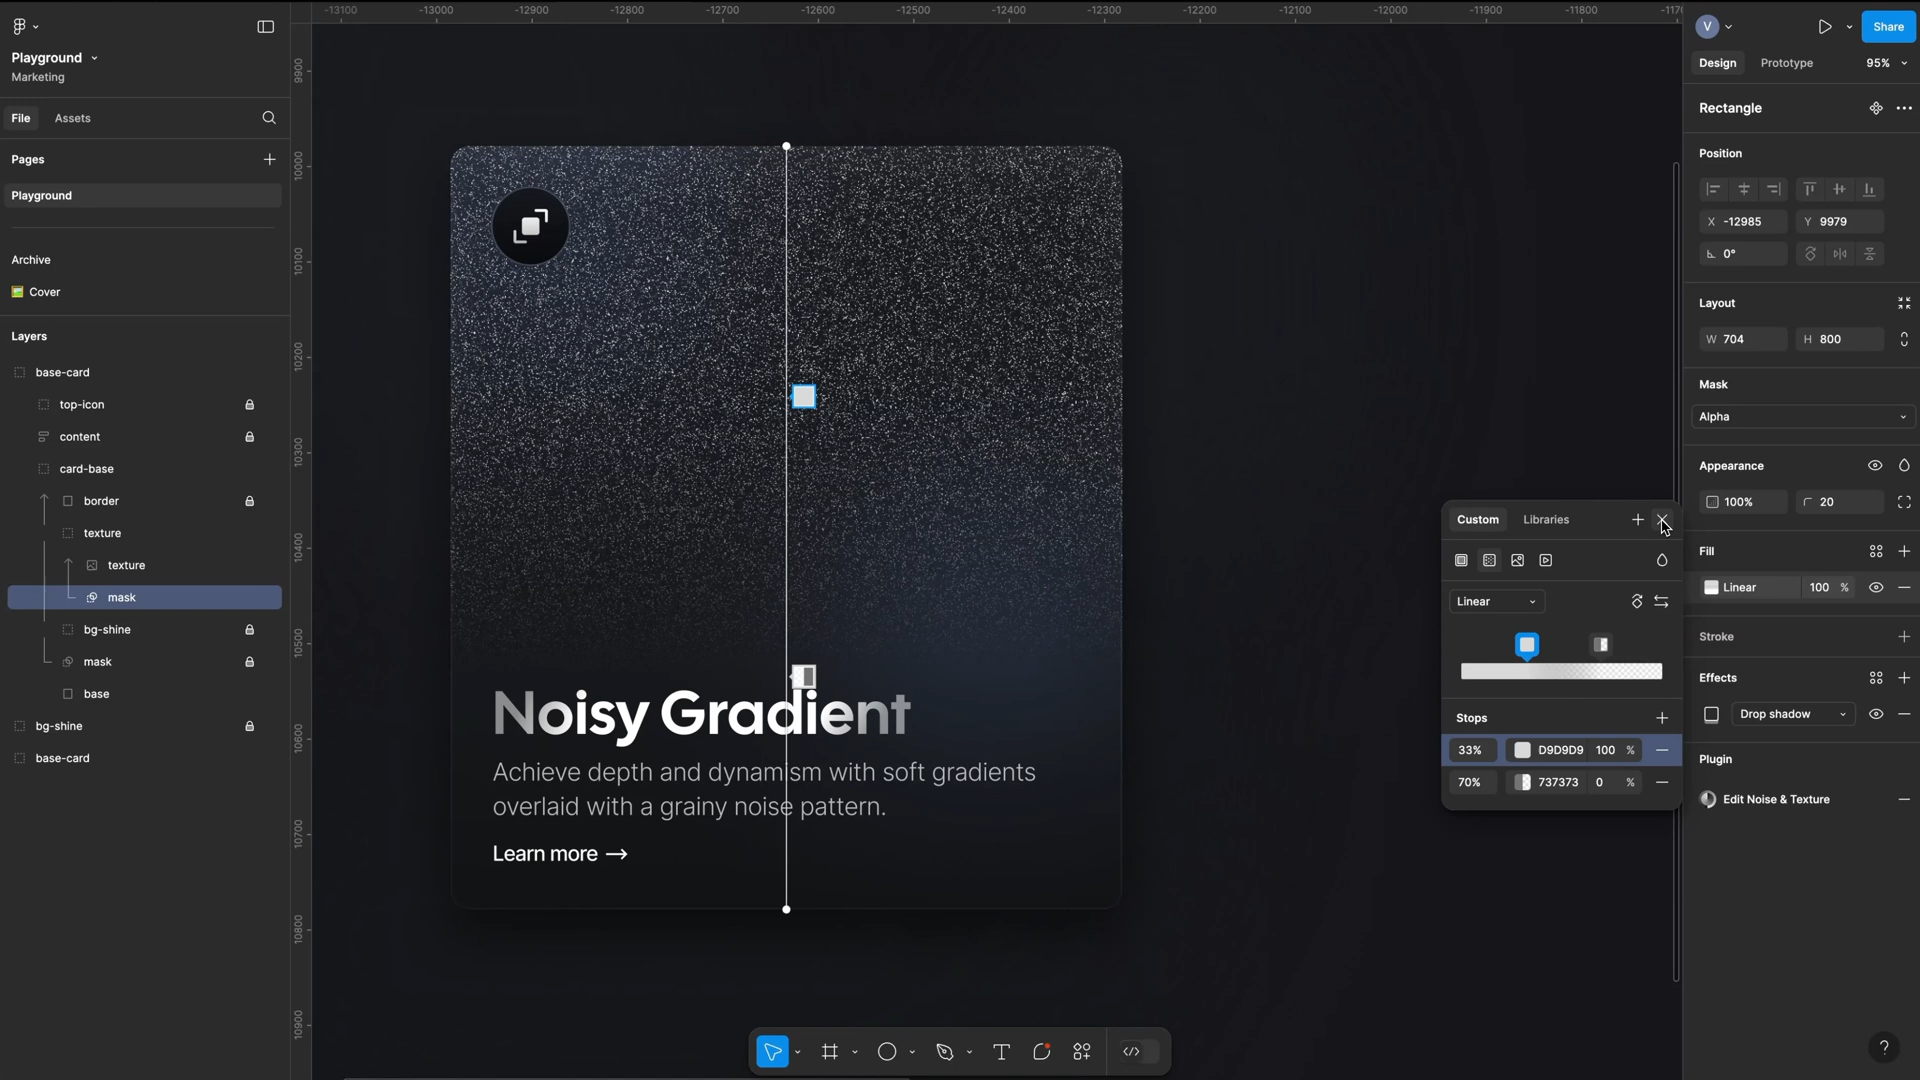 -13100 -13000 -12900 -12800 -12700 -12600 -12500 -12400 -12300 -12200 -12100 -12000 -11900 -11800
Playground
Marketing
File Assets
Pages
Playground
Archive
Cover
Layers
base-card
top-icon
content
card-base
border
texture
texture
mask
bg-shine
mask
base
bg-shine
base-card
9900
10000
10100
10200
10300
10400
10500
10600
10700
10800
10900
Noisy Gradient
Achieve depth and dynamism with soft gradients
overlaid with a grainy noise pattern.
Learn more →
Custom Libraries
Linear
Stops
33% D9D9D9 100 %
70% 737373 0 %
V Share
Design Prototype 95%
Rectangle
Position
X -12985 Y 9979
0°
Layout
W 704 H 800
Mask
Alpha
Appearance
100% 20
Fill
Linear 100 %
Stroke
Effects
Drop shadow
Plugin
Edit Noise & Texture
?